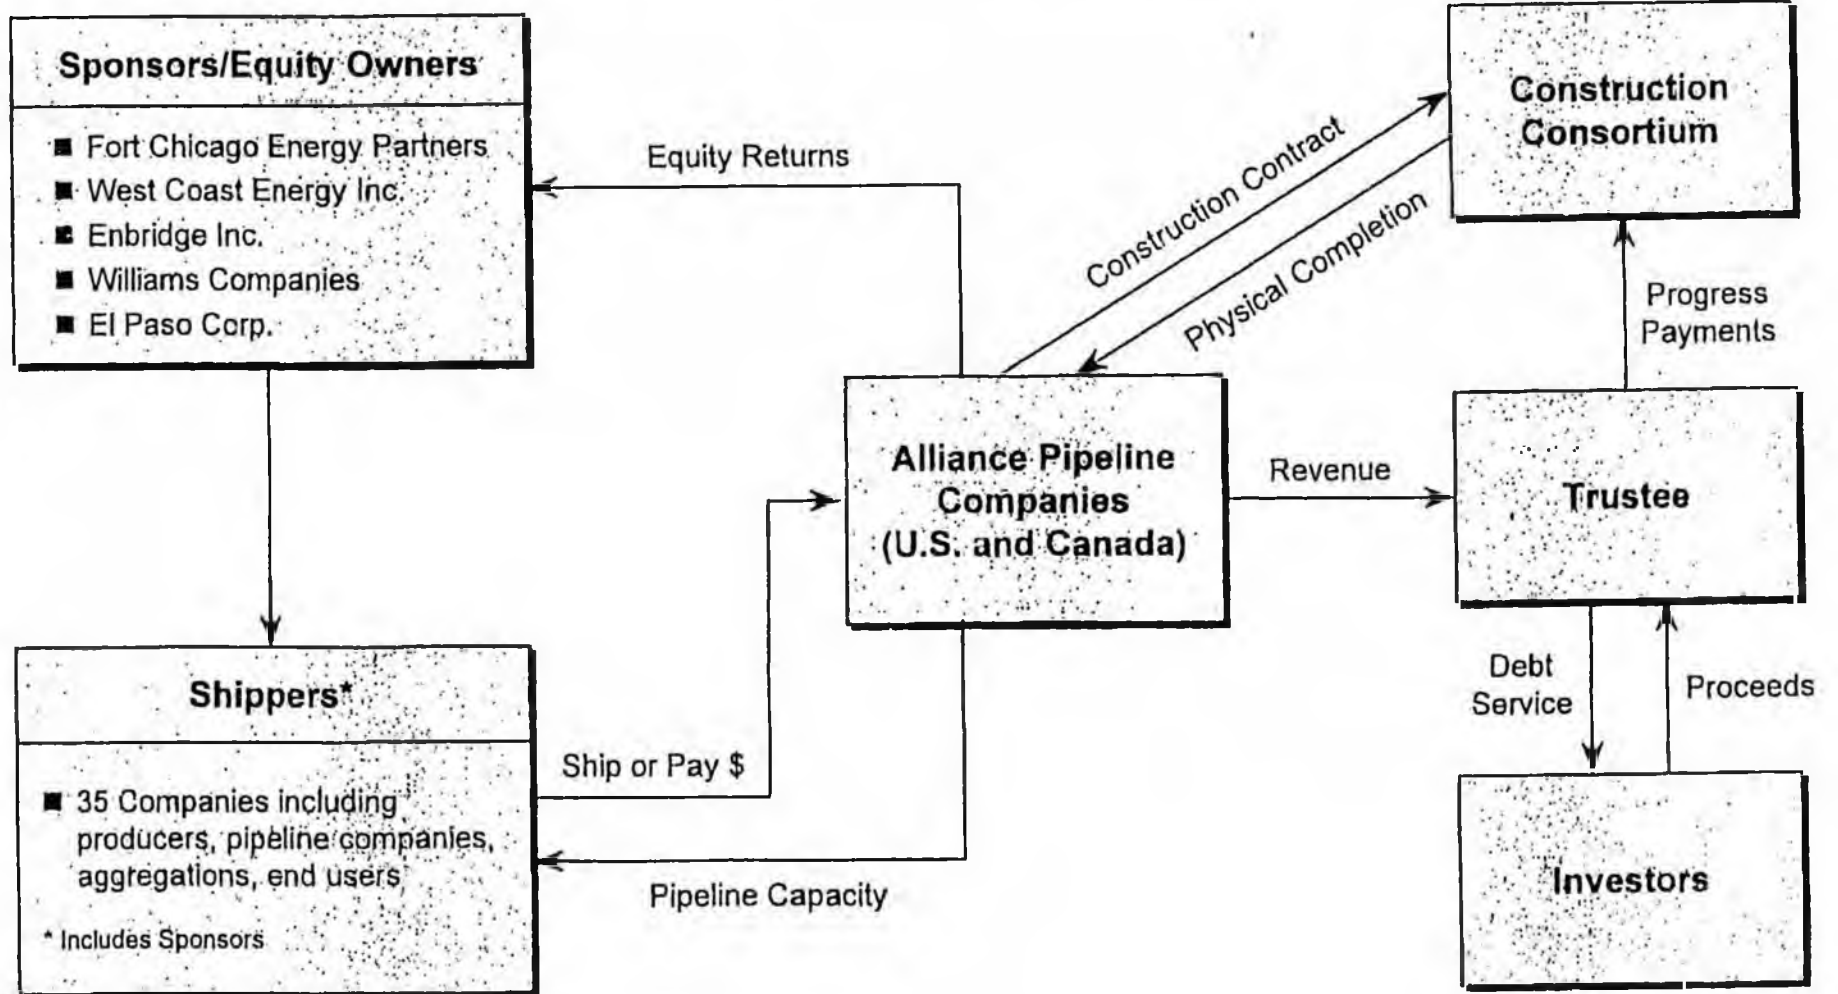 Sponsors/Equity Owners
■ Fort Chicago Energy Partners
■ West Coast Energy Inc.
■ Enbridge Inc.
■ Williams Companies
■ El Paso Corp.
Equity Returns
Construction Contract
Physical Completion
Construction
Consortium
Progress
Payments
Alliance Pipeline
Companies
(U.S. and Canada)
Revenue
Trustee
Debt
Service
Proceeds
Investors
Shippers*
■ 35 Companies including
producers, pipeline companies,
aggregations, end users
* Includes Sponsors
Ship or Pay $
Pipeline Capacity